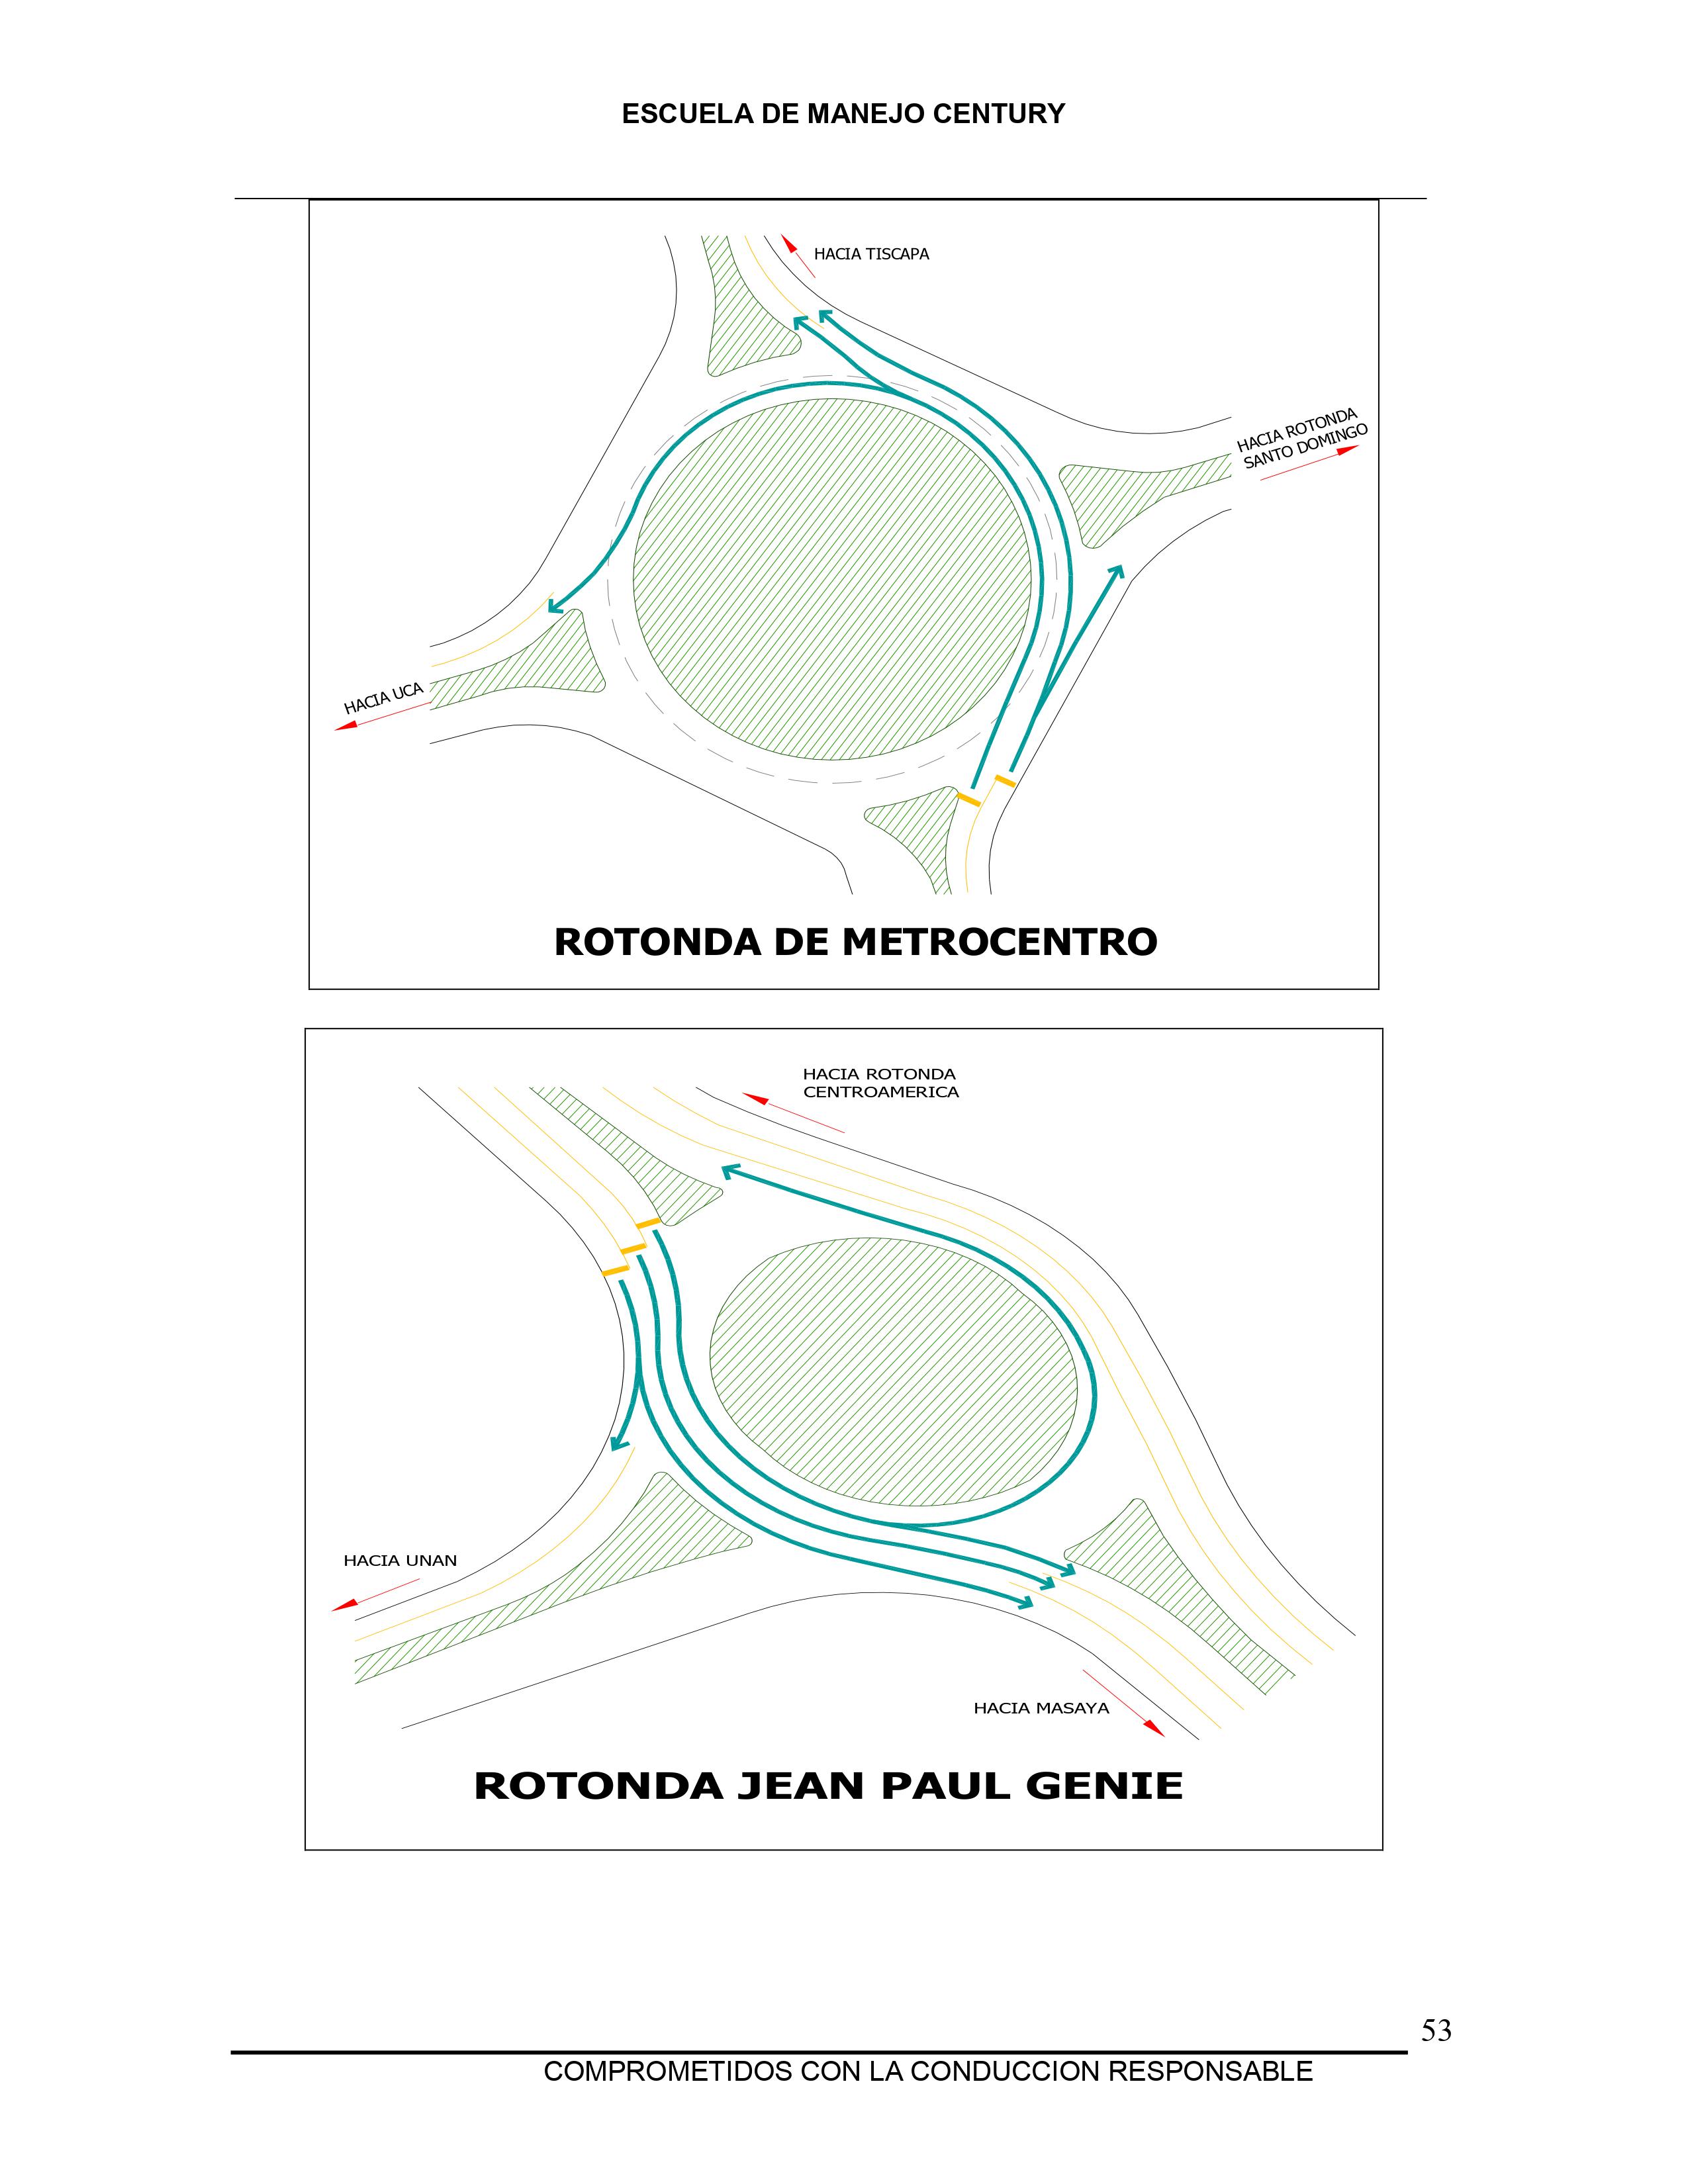 ESCUELA DE MANEJO CENTURY
HACIA TISCAPA
HACIA ROTONDA
SANTO DOMINGO
HACIA UCA
ROTONDA DE METROCENTRO
HACIA ROTONDA
CENTROAMERICA
HACIA UNAN
HACIA MASAYA
ROTONDA JEAN PAUL GENIE
53
COMPROMETIDOS CON LA CONDUCCION RESPONSABLE